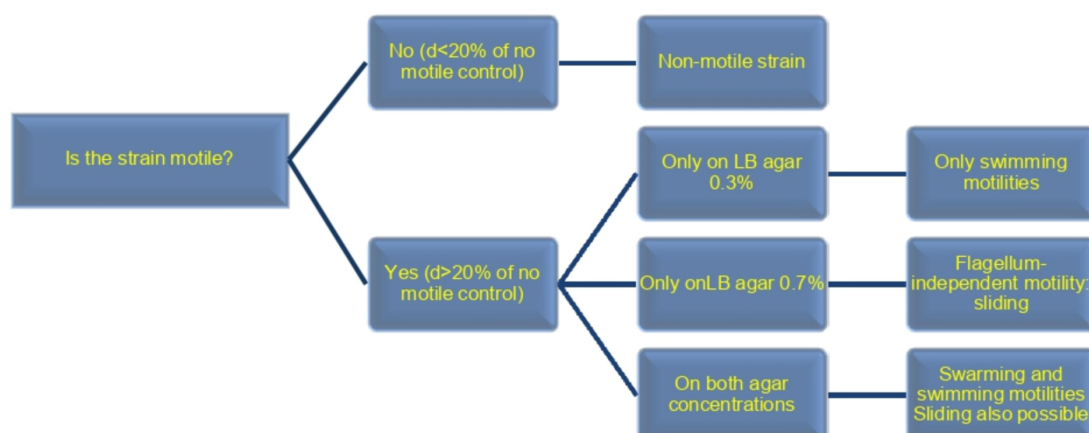 Is the strain motile?
No (d<20% of no
motile control)
Non-motile strain
Yes (d>20% of no
motile control)
Only on LB agar
0.3%
Only swimming
motilities
Only onLB agar 0.7%
Flagellum-
independent motility:
sliding
On both agar
concentrations
Swarming and
swimming motilities
Sliding also possible